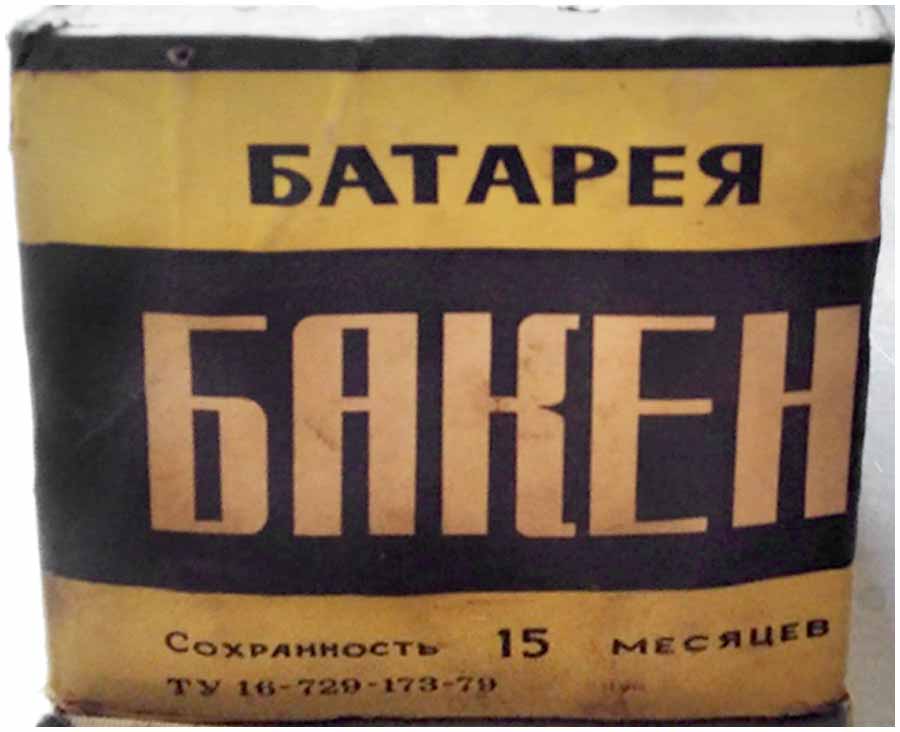 БАТАРЕЯ
БАКЕН
Сохранность 15 месяцев
ТУ 16-729-173-79